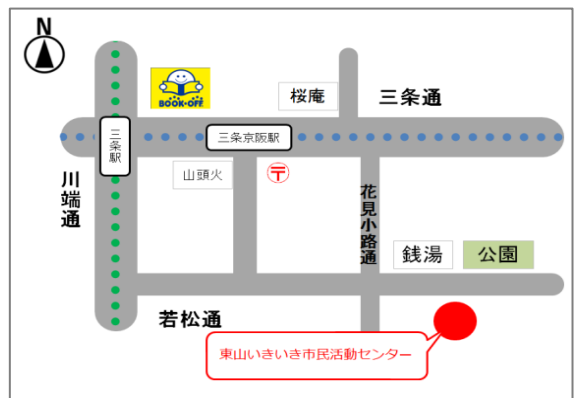 N
BOOK・OFF
桜庵
三条通
三条駅
三条京阪駅
山頭火
〒
川端通
花見小路通
銭湯
公園
若松通
東山いきいき市民活動センター